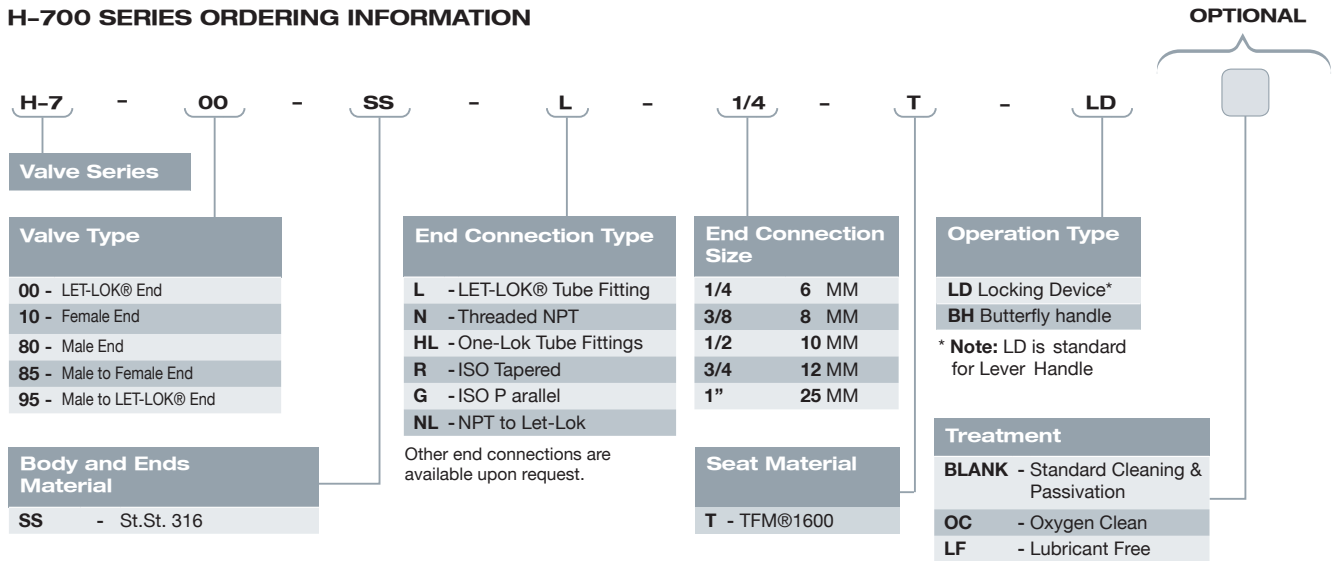 H-700 SERIES ORDERING INFORMATION
OPTIONAL
H-7 - 00 - SS - L - 1/4 - T - LD
Valve Series
Valve Type
00 - LET-LOK® End
10 - Female End
80 - Male End
85 - Male to Female End
95 - Male to LET-LOK® End
Body and Ends
Material
SS - St.St. 316
End Connection Type
L - LET-LOK® Tube Fitting
N - Threaded NPT
HL - One-Lok Tube Fittings
R - ISO Tapered
G - ISO P arallel
NL - NPT to Let-Lok
Other end connections are
available upon request.
End Connection
Size
1/4 6 MM
3/8 8 MM
1/2 10 MM
3/4 12 MM
1” 25 MM
Seat Material
T - TFM®1600
Operation Type
LD Locking Device*
BH Butterfly handle
* Note: LD is standard
for Lever Handle
Treatment
BLANK - Standard Cleaning &
Passivation
OC - Oxygen Clean
LF - Lubricant Free